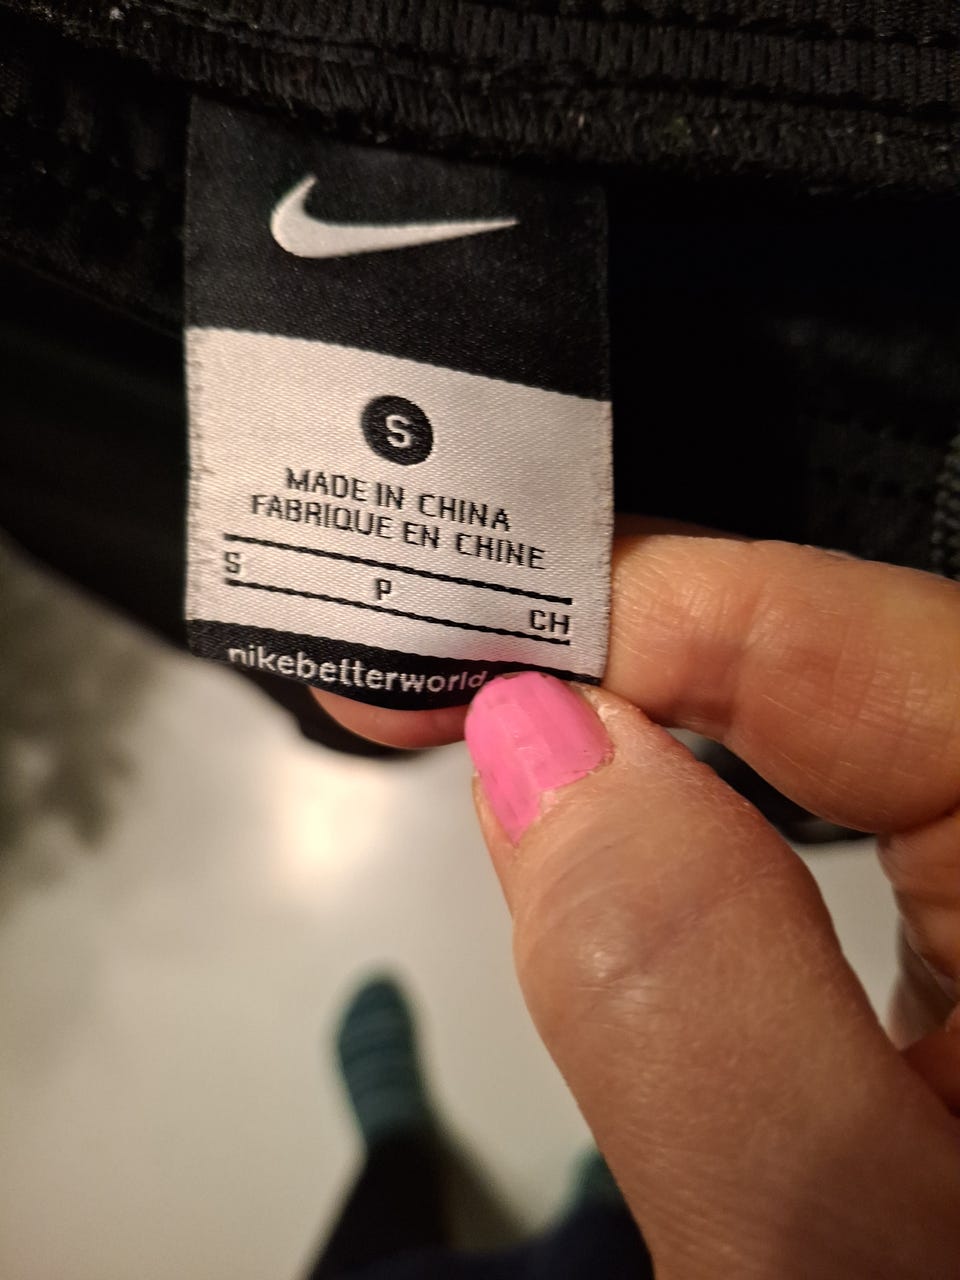 S
MADE IN CHINA
FABRIQUE EN CHINE
S P CH
nikebetterworld